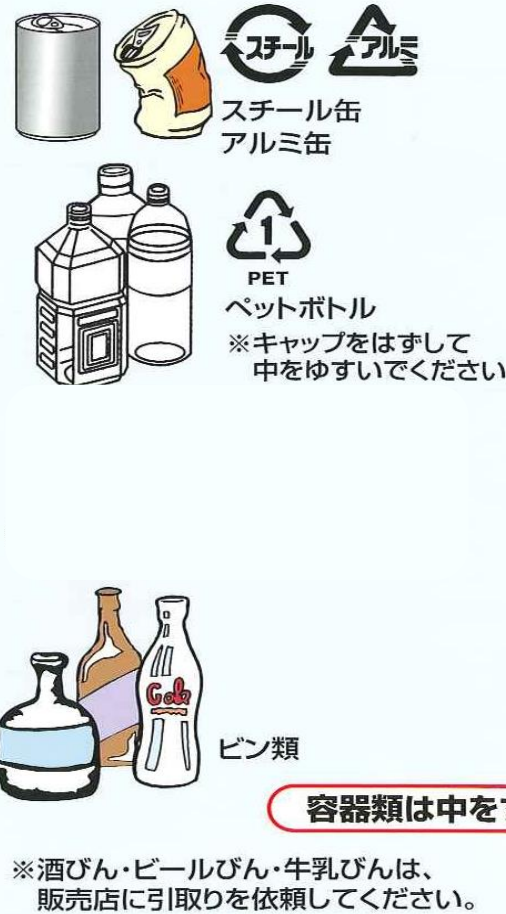 スチール
アルミ
スチール缶
アルミ缶
1
PET
ペットボトル
※キャップをはずして
中をゆすいでください
Cola
ビン類
容器類は中を
※酒びん・ビールびん・牛乳びんは、
販売店に引取りを依頼してください。